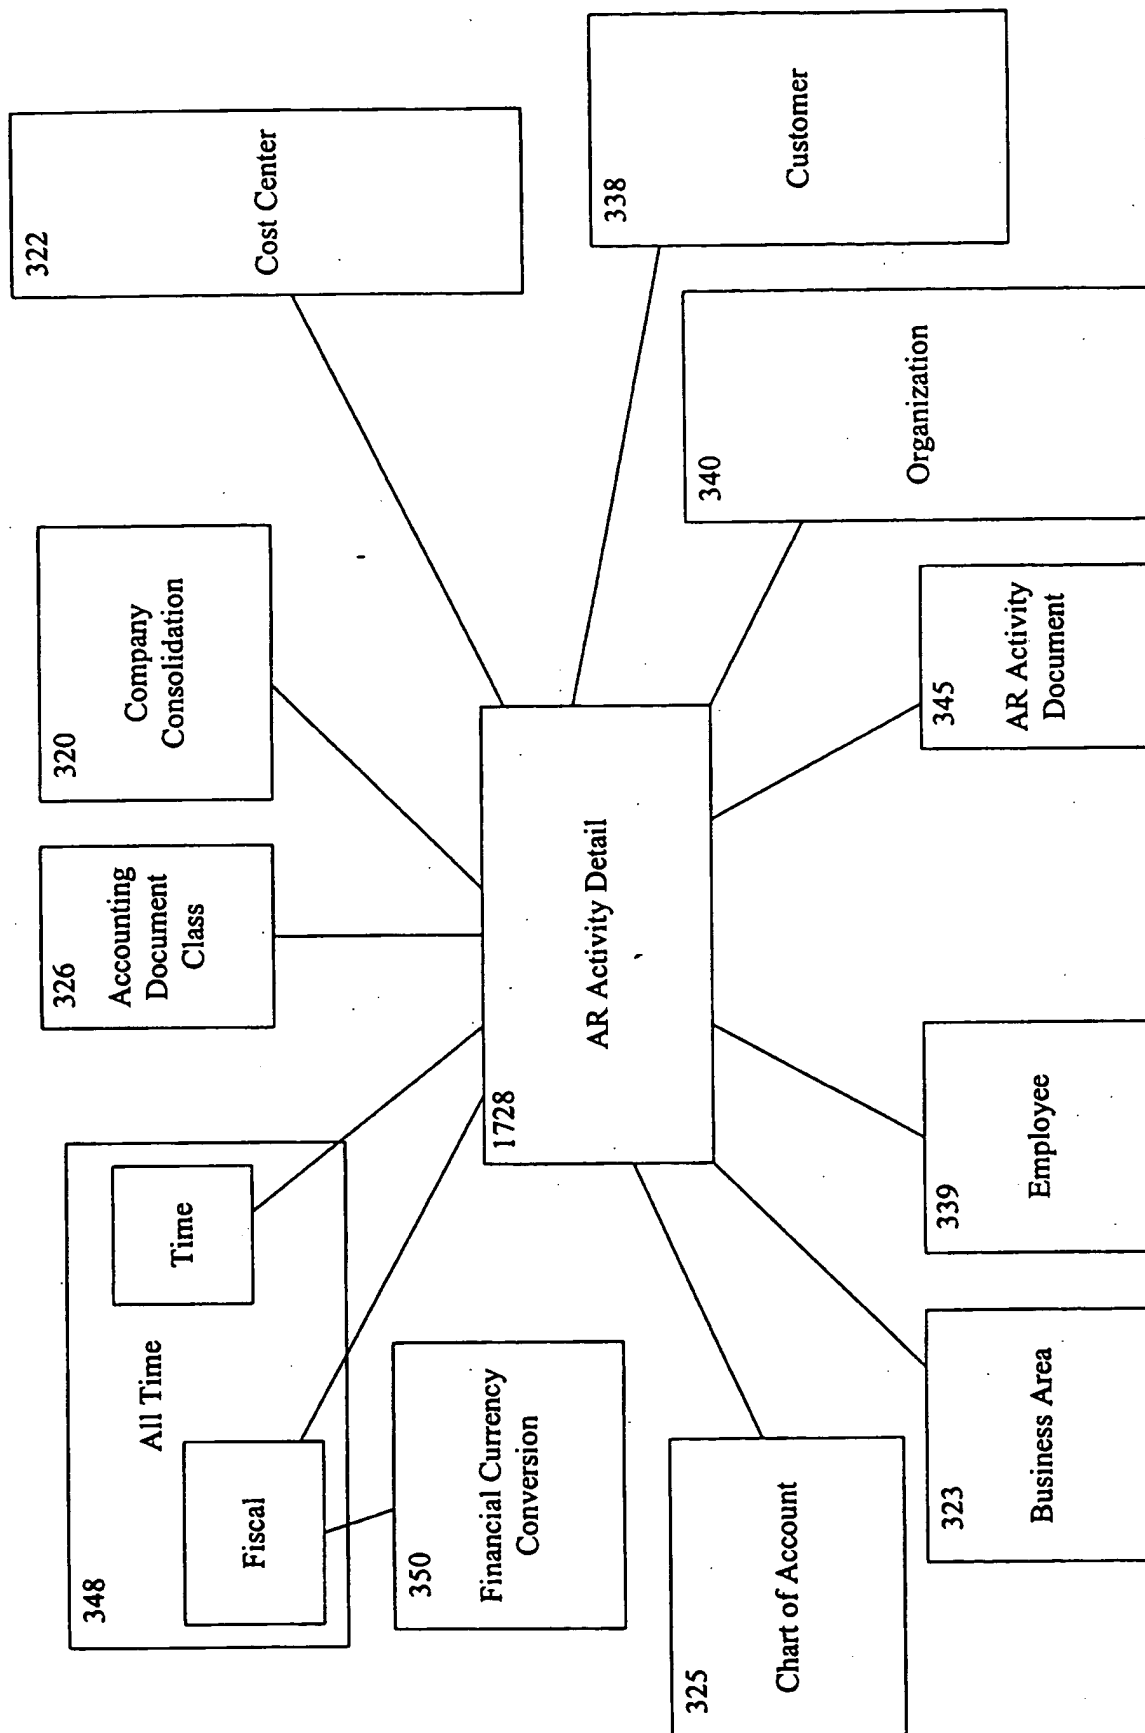 348
All Time
Fiscal
Time
326
Accounting
Document
Class
320
Company
Consolidation
322
Cost Center
350
Financial Currency
Conversion
1728
AR Activity Detail
338
Customer
325
Chart of Account
323
Business Area
339
Employee
345
AR Activity
Document
340
Organization